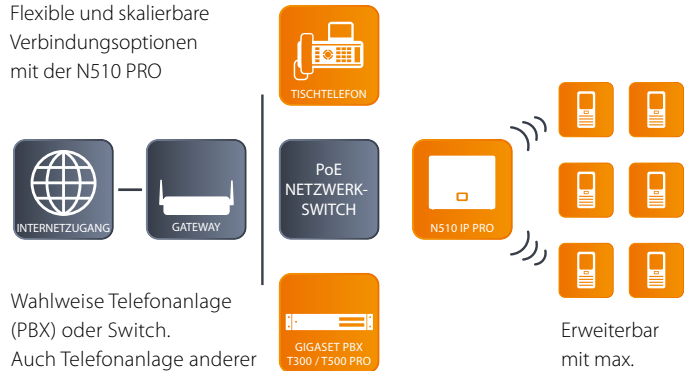 Flexible und skalierbare
Verbindungsoptionen
mit der N510 PRO
TISCHTELEFON
INTERNETZUGANG
GATEWAY
PoE
NETZWERK-
SWITCH
N510 IP PRO
Wahlweise Telefonanlage
(PBX) oder Switch.
Auch Telefonanlage anderer
GIGASET PBX
T300 / T500 PRO
Erweiterbar
mit max.